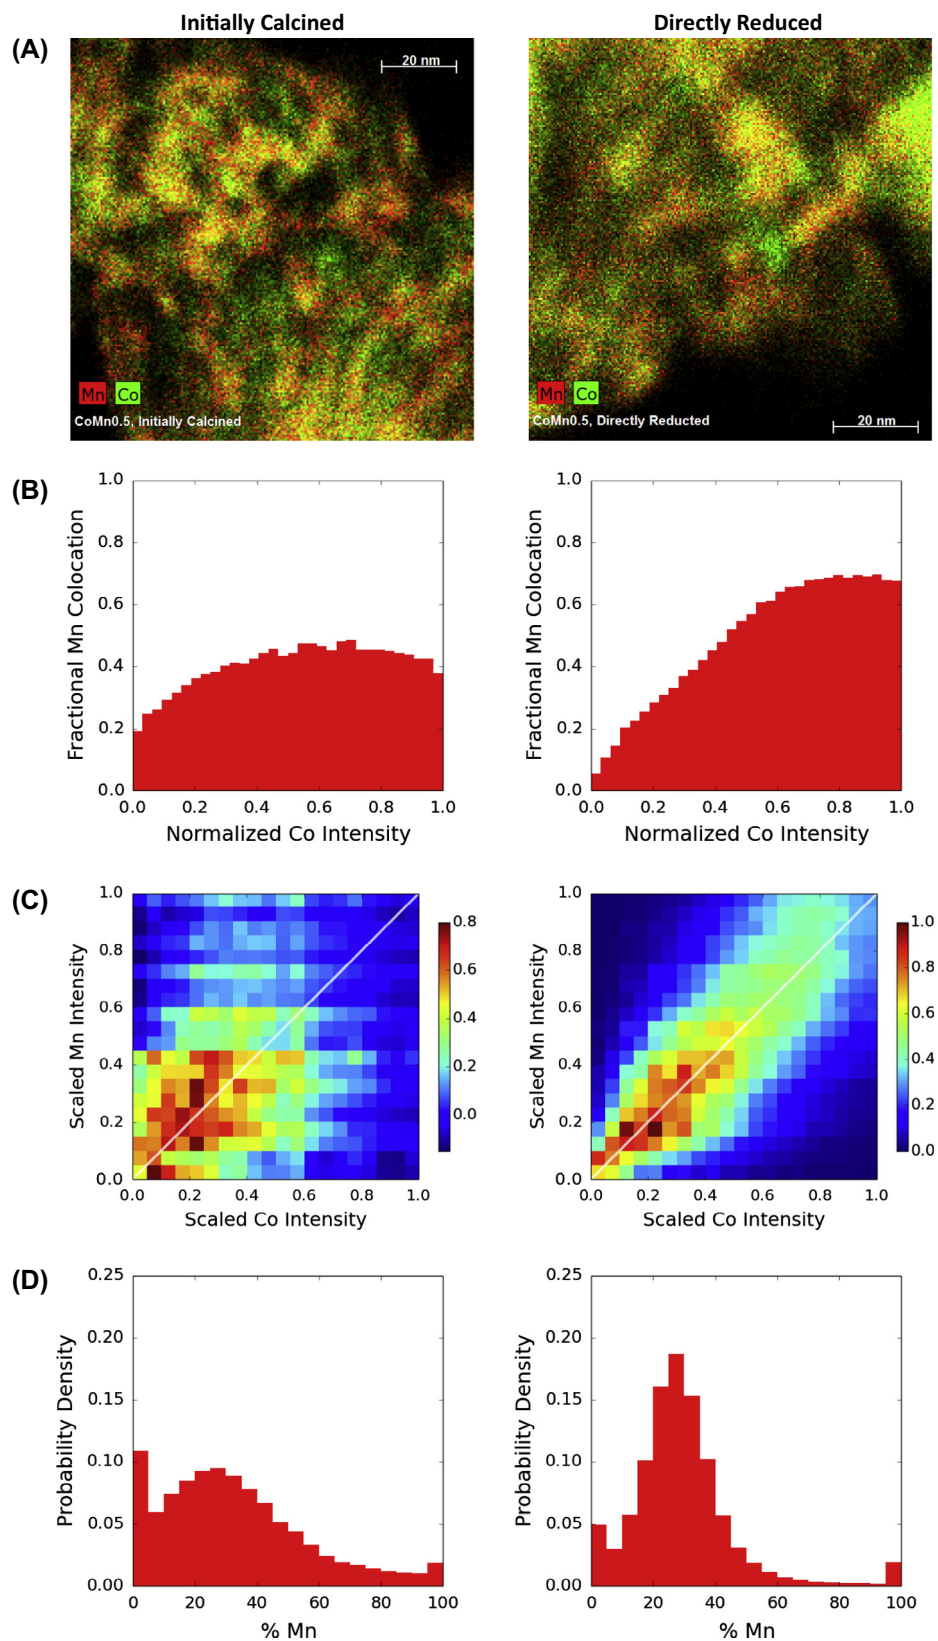 Initially Calcined Directly Reduced
(A)
20 nm
Mn Co
CoMn0.5, Initially Calcined
Mn Co
CoMn0.5, Directly Reducted
20 nm
(B)
1.0
0.8
0.6
0.4
0.2
0.0
Fractional Mn Colocation
0.0 0.2 0.4 0.6 0.8 1.0
Normalized Co Intensity
1.0
0.8
0.6
0.4
0.2
0.0
Fractional Mn Colocation
0.0 0.2 0.4 0.6 0.8 1.0
Normalized Co Intensity
(C)
1.0
0.8
0.6
0.4
0.2
0.0
Scaled Mn Intensity
0.0 0.2 0.4 0.6 0.8 1.0
Scaled Co Intensity
0.8
0.6
0.4
0.2
0.0
1.0
0.8
0.6
0.4
0.2
0.0
Scaled Mn Intensity
0.0 0.2 0.4 0.6 0.8 1.0
Scaled Co Intensity
1.0
0.9
0.8
0.7
0.6
0.5
0.4
0.3
0.2
0.1
0.0
(D)
0.25
0.20
0.15
0.10
0.05
0.00
Probability Density
0 20 40 60 80 100
% Mn
0.25
0.20
0.15
0.10
0.05
0.00
Probability Density
0 20 40 60 80 100
% Mn